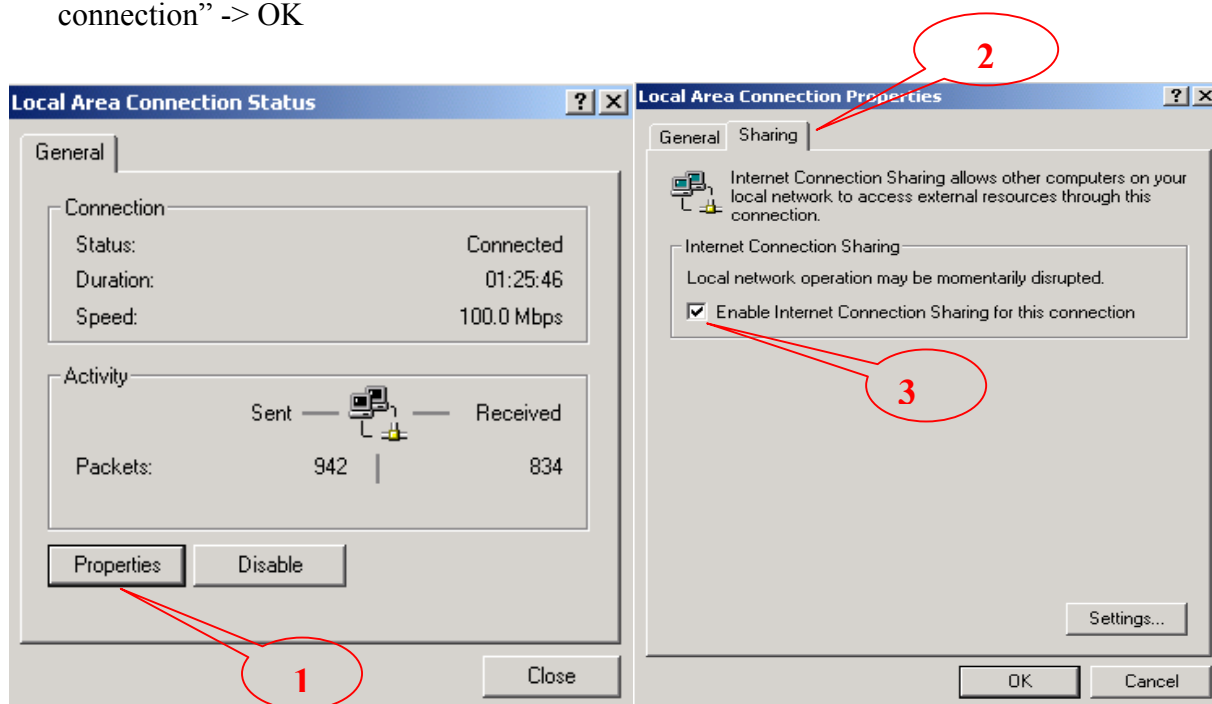 connection” -> OK
2
Local Area Connection Status
General
Connection
Status: Connected
Duration: 01:25:46
Speed: 100.0 Mbps
Activity
Sent Received
Packets: 942 834
Properties Disable
1
Close
Local Area Connection Properties
General Sharing
Internet Connection Sharing allows other computers on your
local network to access external resources through this
connection.
Internet Connection Sharing
Local network operation may be momentarily disrupted.
Enable Internet Connection Sharing for this connection
3
Settings...
OK Cancel